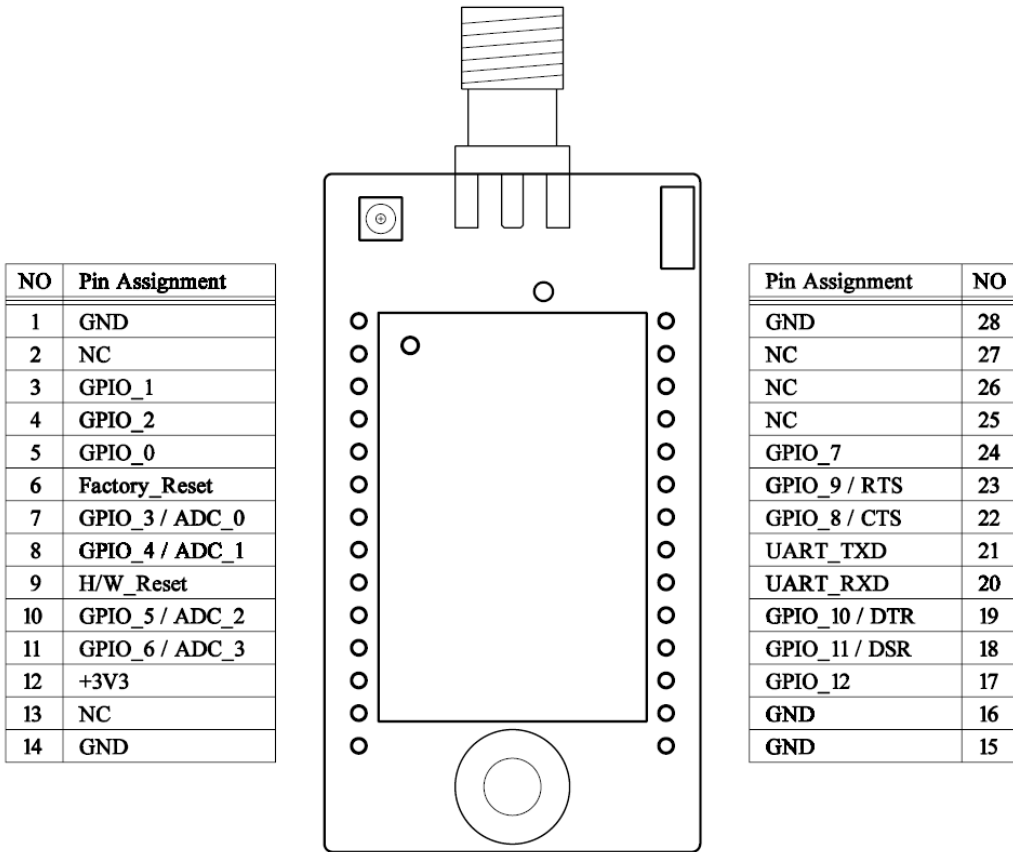 NO Pin Assignment
1 GND
2 NC
3 GPIO_1
4 GPIO_2
5 GPIO_0
6 Factory_Reset
7 GPIO_3 / ADC_0
8 GPIO_4 / ADC_1
9 H/W_Reset
10 GPIO_5 / ADC_2
11 GPIO_6 / ADC_3
12 +3V3
13 NC
14 GND
Pin Assignment NO
GND 28
NC 27
NC 26
NC 25
GPIO_7 24
GPIO_9 / RTS 23
GPIO_8 / CTS 22
UART_TXD 21
UART_RXD 20
GPIO_10 / DTR 19
GPIO_11 / DSR 18
GPIO_12 17
GND 16
GND 15